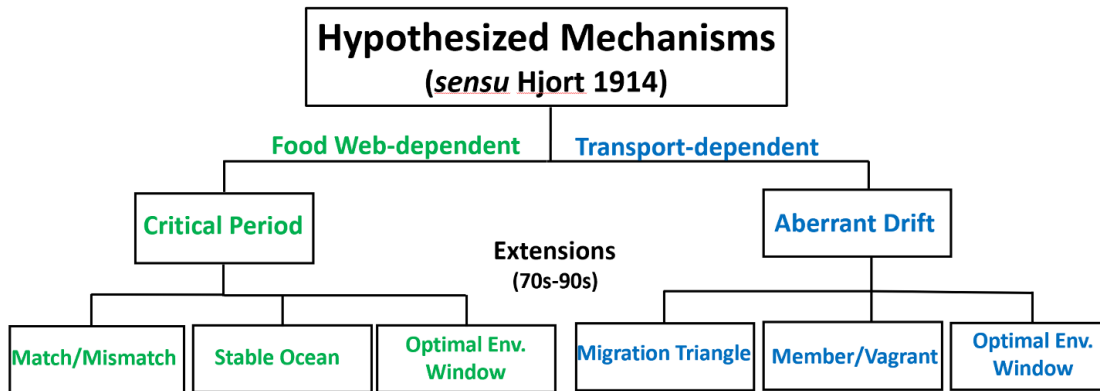 Hypothesized Mechanisms
(sensu Hjort 1914)
Food Web-dependent
Transport-dependent
Critical Period
Aberrant Drift
Extensions
(70s-90s)
Match/Mismatch
Stable Ocean
Optimal Env.
Window
Migration Triangle
Member/Vagrant
Optimal Env.
Window